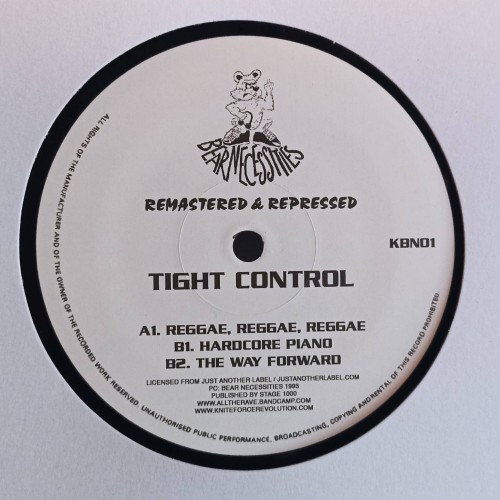 BEAR NECESSITIES
REMASTERED & REPRESSED
KBN01
TIGHT CONTROL
A1. REGGAE, REGGAE, REGGAE
B1. HARDCORE PIANO
B2. THE WAY FORWARD
LICENSED FROM JUST ANOTHER LABEL / JUSTANOTHERLABEL.COM
PC: BEAR NECESSITIES 1993
PUBLISHED BY STAGE 1000
WWW.ALLTHERAVE.BANDCAMP.COM
WWW.KNITEFORCEREVOLUTION.COM
ALL RIGHTS OF THE MANUFACTURER AND OF THE OWNER OF THE RECORDED WORK RESERVED. UNAUTHORISED PUBLIC PERFORMANCE, BROADCASTING, COPYING AND RENTAL OF THIS RECORD PROHIBITED.